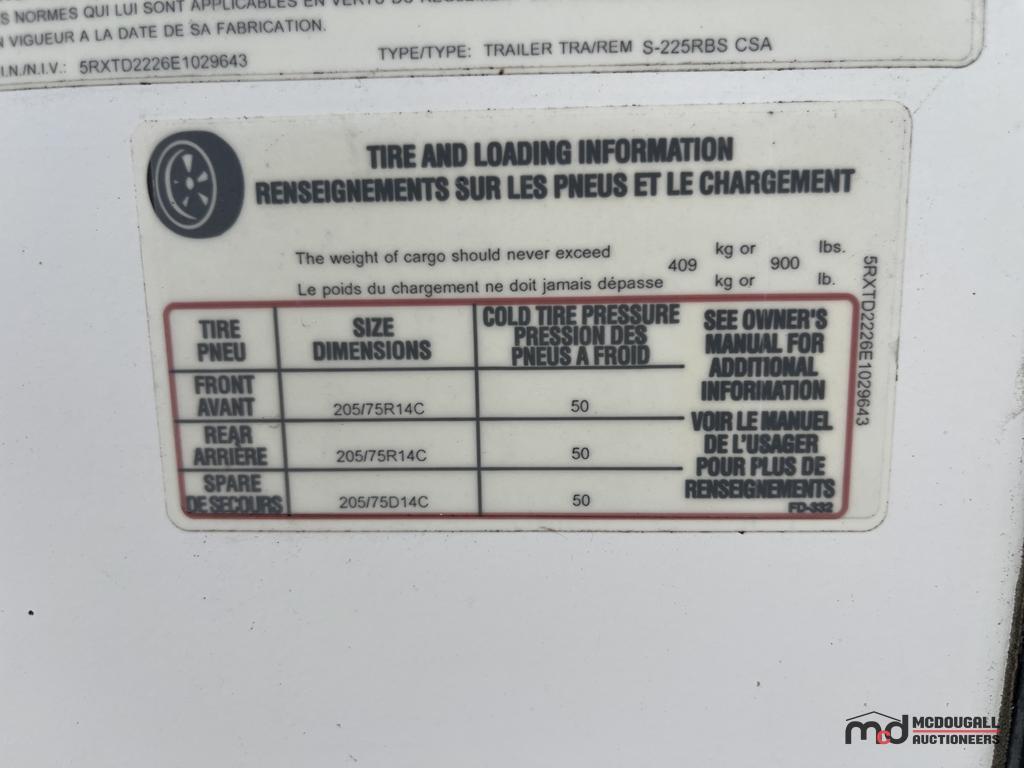 S NORMES QUI LUI SONT APPLICABLES EN VERTU DU
N VIGUEUR A LA DATE DE SA FABRICATION.
I.N./N.I.V.: 5RXTD2226E1029643 TYPE/TYPE: TRAILER TRA/REM S-225RBS CSA
TIRE AND LOADING INFORMATION
RENSEIGNEMENTS SUR LES PNEUS ET LE CHARGEMENT
The weight of cargo should never exceed 409 kg or 900 lbs.
Le poids du chargement ne doit jamais dépasse kg or lb.
5RXTD2226E1029643
TIRE
PNEU
SIZE
DIMENSIONS
COLD TIRE PRESSURE
PRESSION DES
PNEUS A FROID
SEE OWNER'S
MANUAL FOR
ADDITIONAL
INFORMATION
VOIR LE MANUEL
DE L'USAGER
POUR PLUS DE
RENSEIGNEMENTS
FD-332
FRONT
AVANT 205/75R14C 50
REAR
ARRIÈRE 205/75R14C 50
SPARE
DE SECOURS 205/75D14C 50
mcd MCDOUGALL
AUCTIONEERS